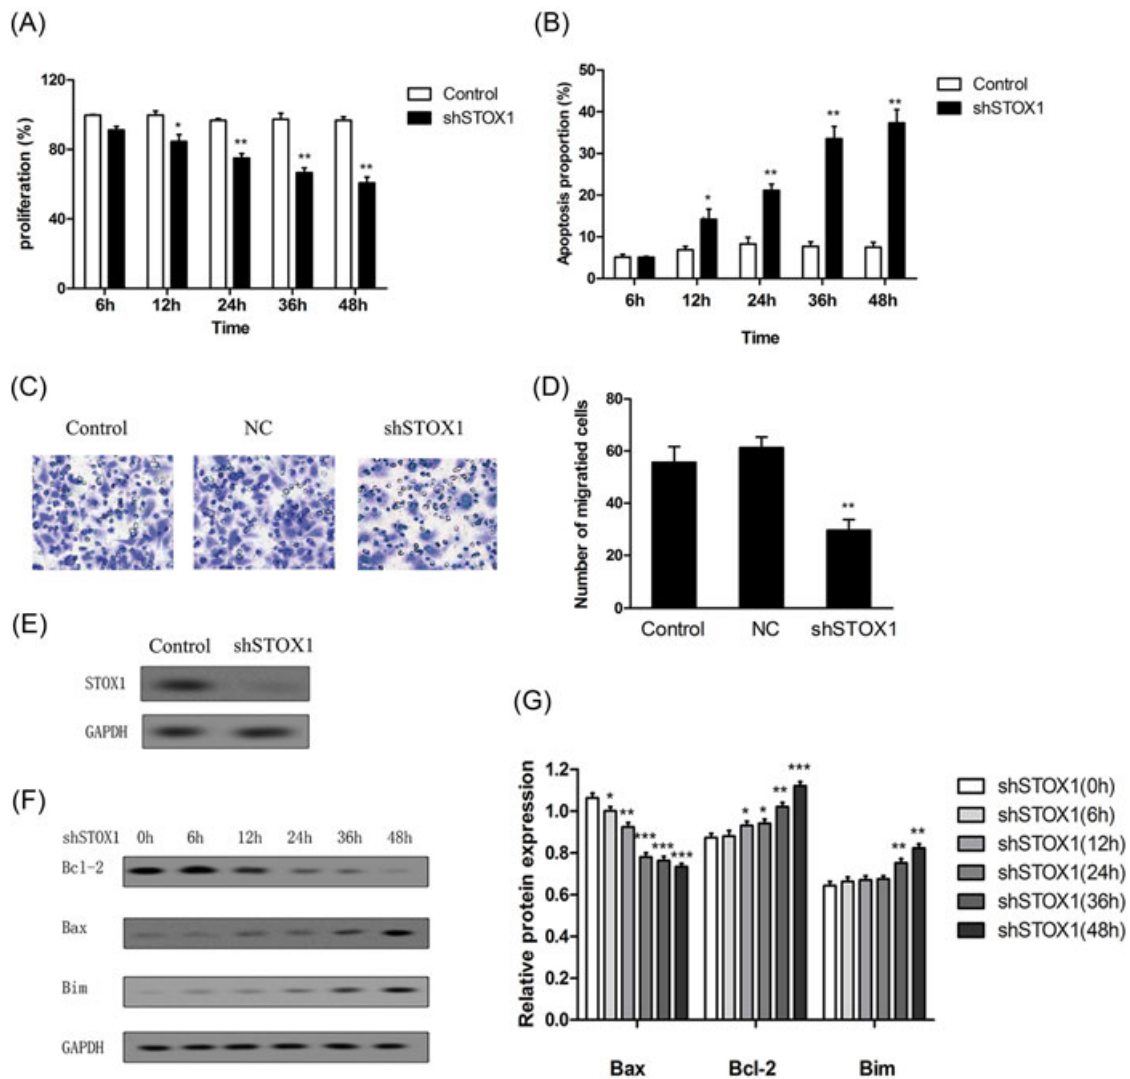 (A)
120
80
40
0
proliferation (%)
* ** ** **
6h 12h 24h 36h 48h
Time
Control
shSTOX1
(B)
50
40
30
20
10
0
Apoptosis proportion (%)
* ** ** **
6h 12h 24h 36h 48h
Time
Control
shSTOX1
(C)
Control NC shSTOX1
(D)
80
60
40
20
0
Number of migratied cells
**
Control NC shSTOX1
(E)
Control shSTOX1
STOX1
GAPDH
(F)
shSTOX1 0h 6h 12h 24h 36h 48h
Bcl-2
Bax
Bim
GAPDH
(G)
1.2
1.0
0.8
0.6
0.4
0.2
0.0
Relative protein expression
* ** *** *** *** * * ** *** ** **
Bax Bcl-2 Bim
shSTOX1(0h)
shSTOX1(6h)
shSTOX1(12h)
shSTOX1(24h)
shSTOX1(36h)
shSTOX1(48h)